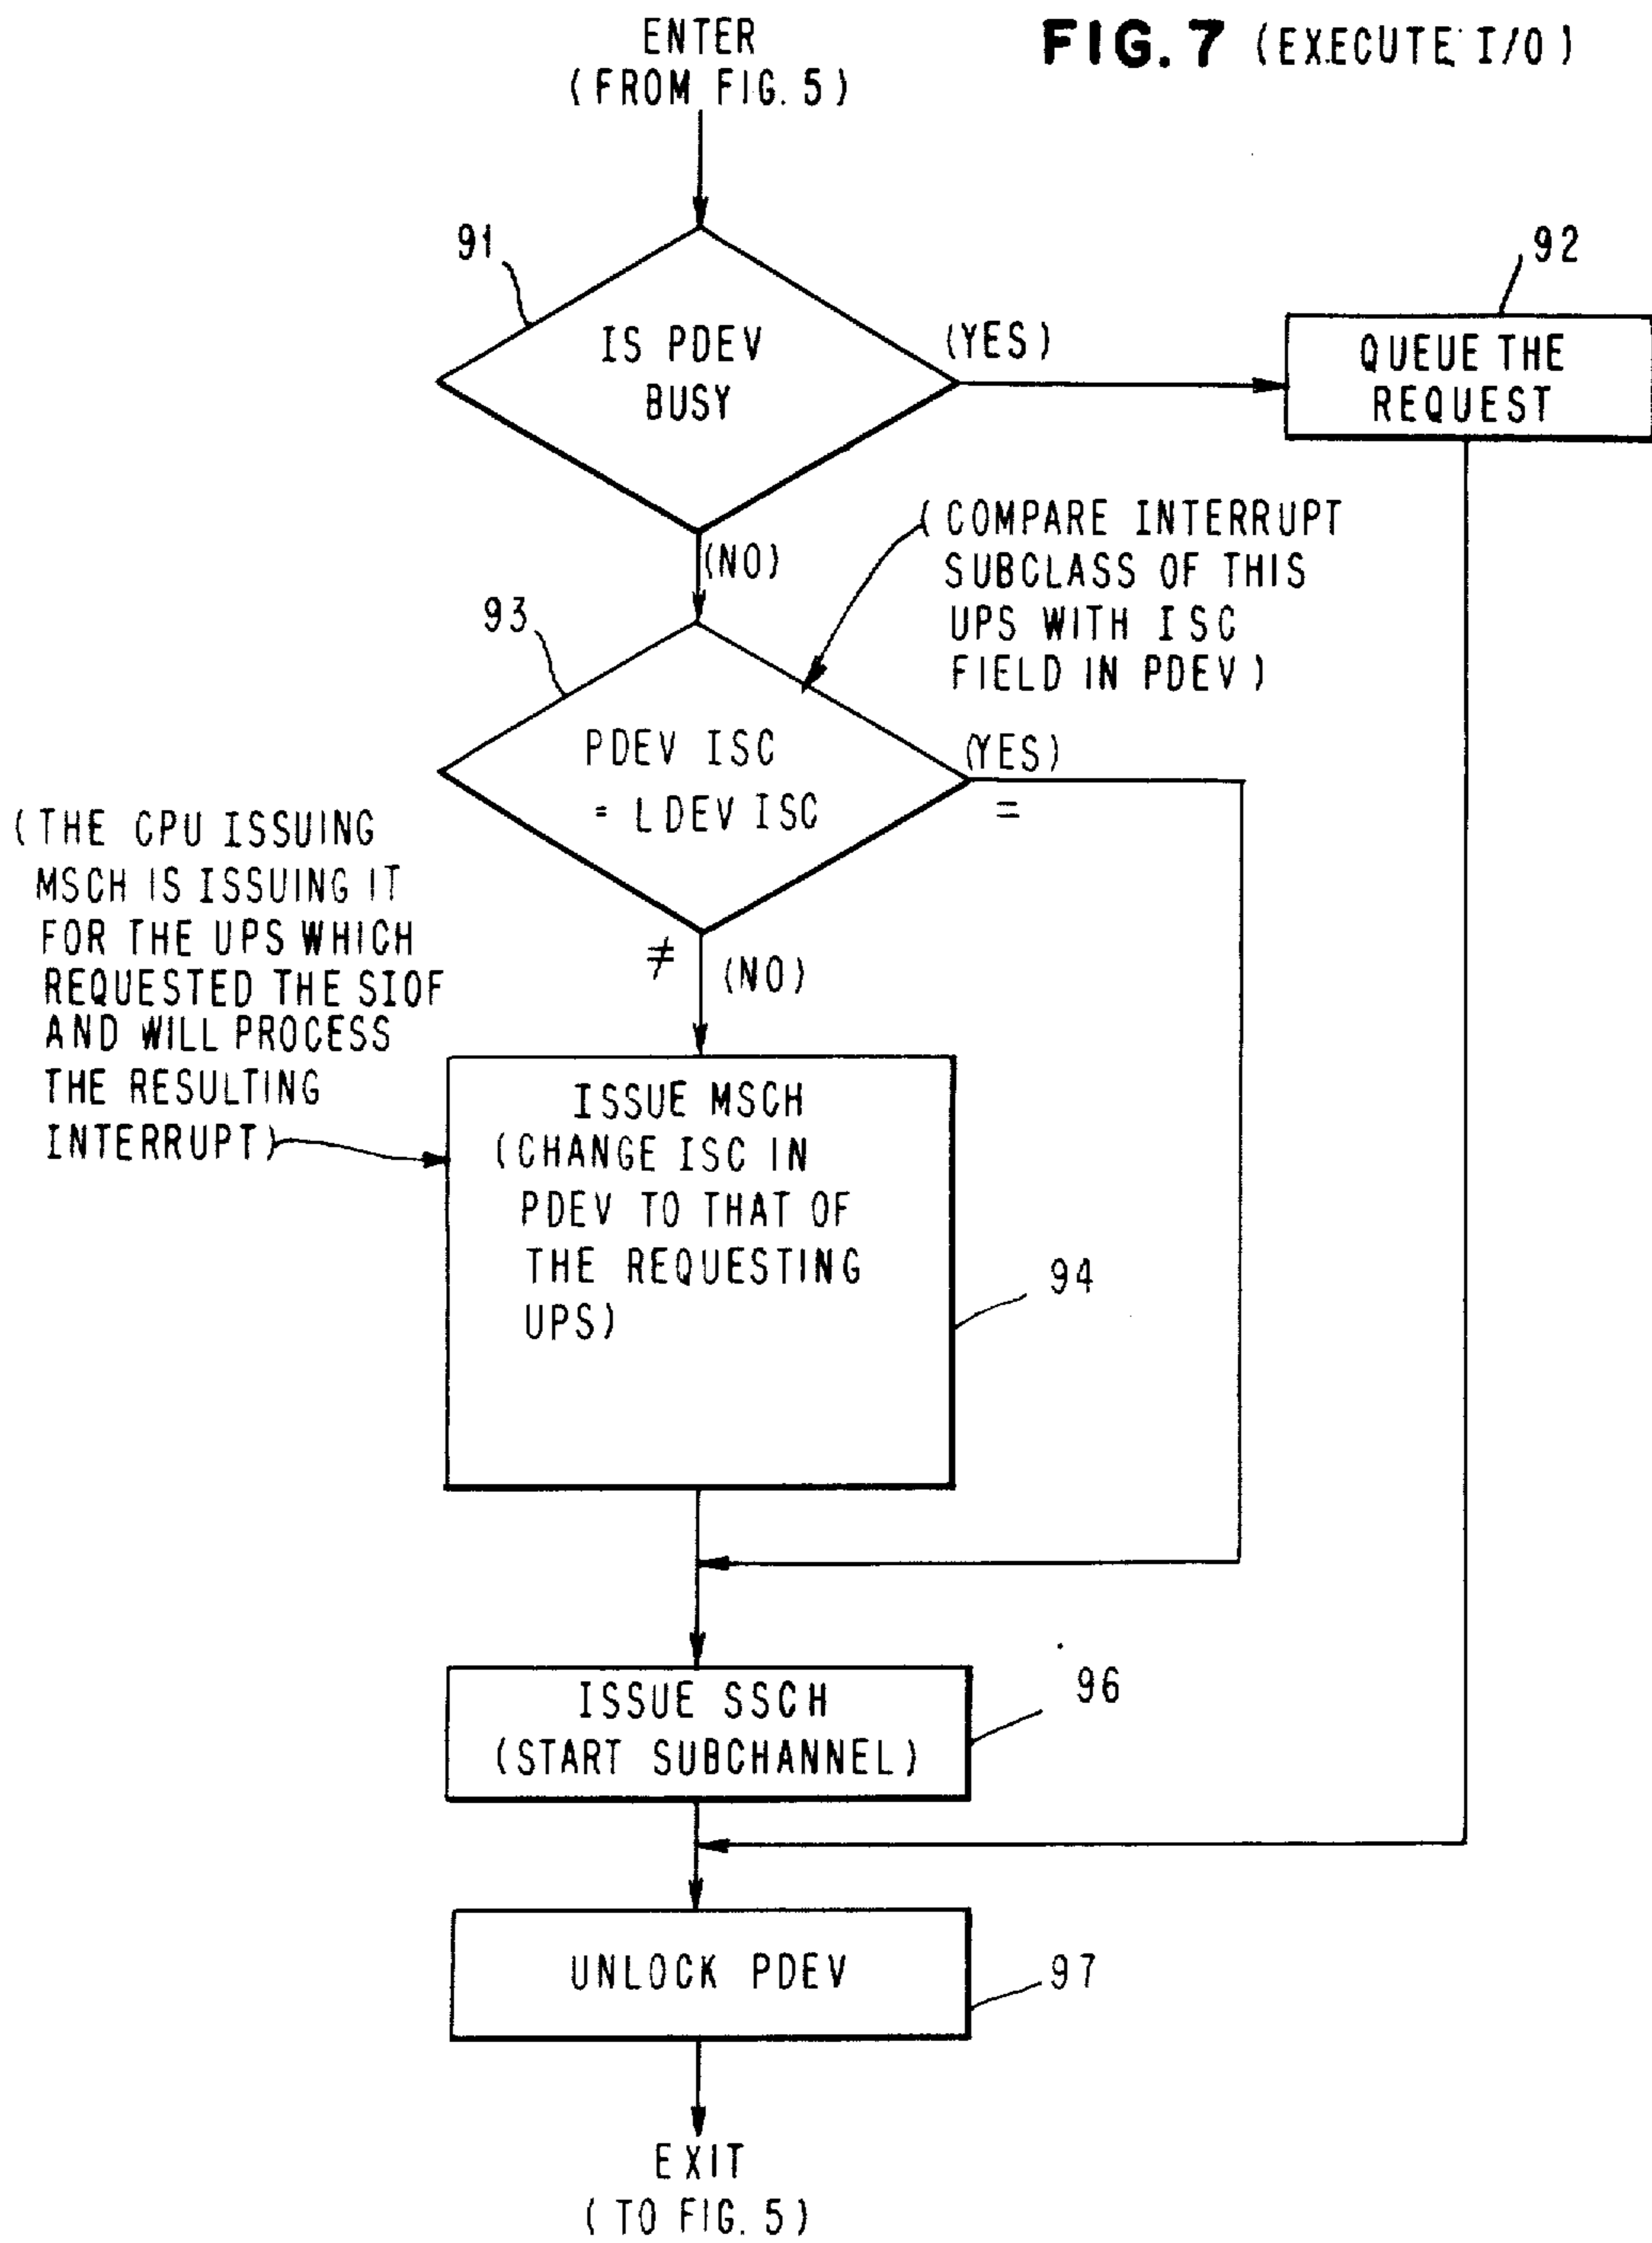 FIG. 7 (EXECUTE I/O)
ENTER
(FROM FIG. 5)
91
IS PDEV
BUSY
(YES)
92
QUEUE THE
REQUEST
(NO)
(COMPARE INTERRUPT
SUBCLASS OF THIS
UPS WITH ISC
FIELD IN PDEV)
93
PDEV ISC
= LDEV ISC
(YES)
=
≠
(NO)
(THE CPU ISSUING
MSCH IS ISSUING IT
FOR THE UPS WHICH
REQUESTED THE SIOF
AND WILL PROCESS
THE RESULTING
INTERRUPT)
ISSUE MSCH
(CHANGE ISC IN
PDEV TO THAT OF
THE REQUESTING
UPS)
94
ISSUE SSCH
(START SUBCHANNEL)
96
UNLOCK PDEV
97
EXIT
(TO FIG. 5)